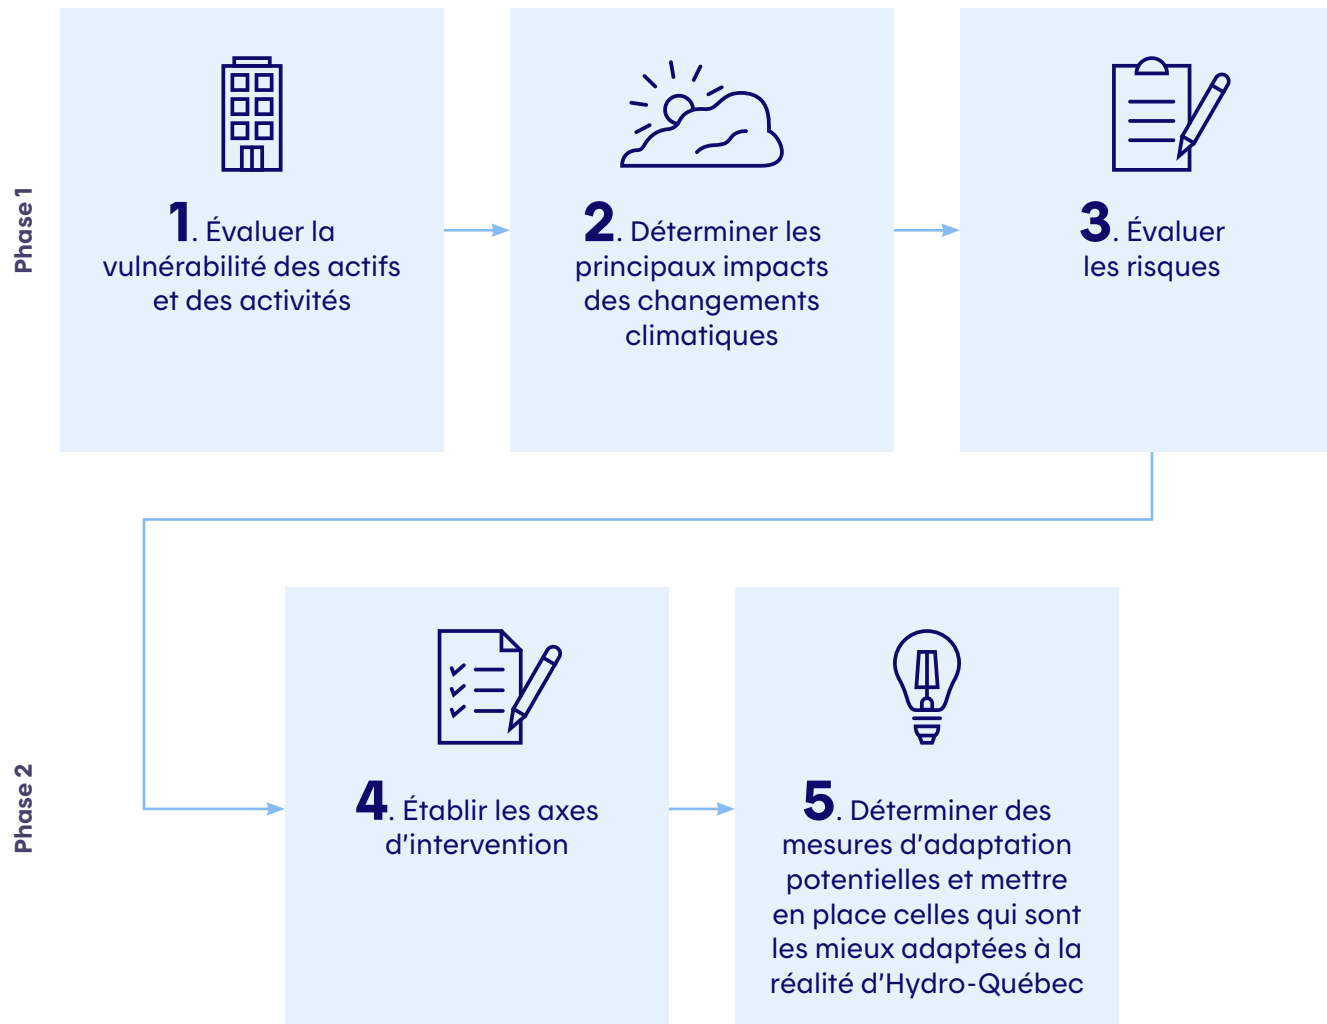 Phase 1
1. Évaluer la
vulnérabilité des actifs
et des activités
2. Déterminer les
principaux impacts
des changements
climatiques
3. Évaluer
les risques
Phase 2
4. Établir les axes
d'intervention
5. Déterminer des
mesures d'adaptation
potentielles et mettre
en place celles qui sont
les mieux adaptées à la
réalité d'Hydro-Québec